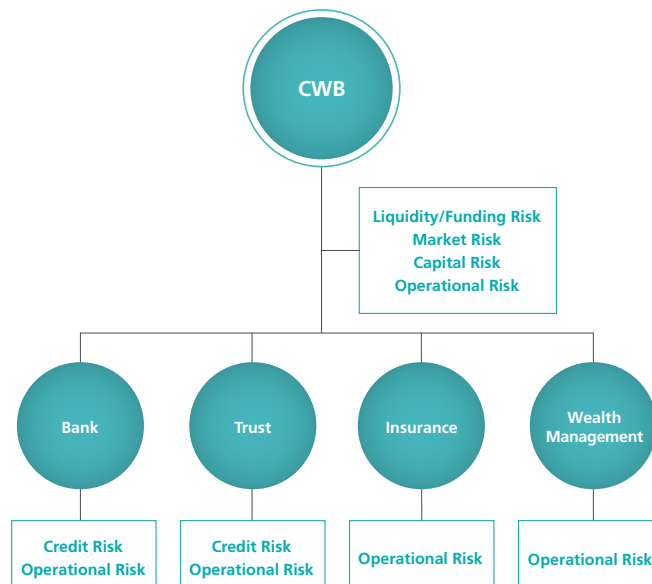 CWB
Liquidity/Funding Risk
Market Risk
Capital Risk
Operational Risk
Bank
Trust
Insurance
Wealth
Management
Credit Risk
Operational Risk
Credit Risk
Operational Risk
Operational Risk
Operational Risk